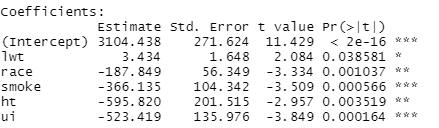 Coefficients:
            Estimate Std. Error t value Pr(>|t|)
(Intercept) 3104.438    271.624  11.429  < 2e-16 ***
lwt            3.434      1.648   2.084 0.038581 *
race        -187.849     56.349  -3.334 0.001037 **
smoke       -366.135    104.342  -3.509 0.000566 ***
ht          -595.820    201.515  -2.957 0.003519 **
ui          -523.419    135.976  -3.849 0.000164 ***